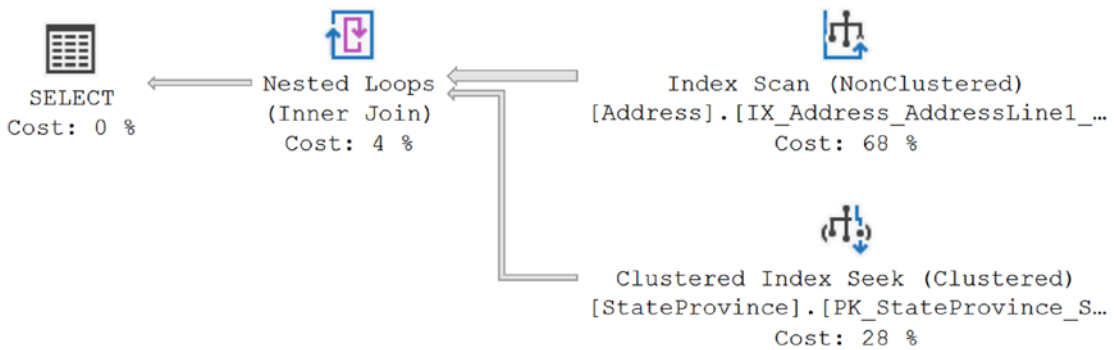 SELECT
Cost: 0 %
Nested Loops
(Inner Join)
Cost: 4 %
Index Scan (NonClustered)
[Address].[IX_Address_AddressLine1_…
Cost: 68 %
Clustered Index Seek (Clustered)
[StateProvince].[PK_StateProvince_S…
Cost: 28 %